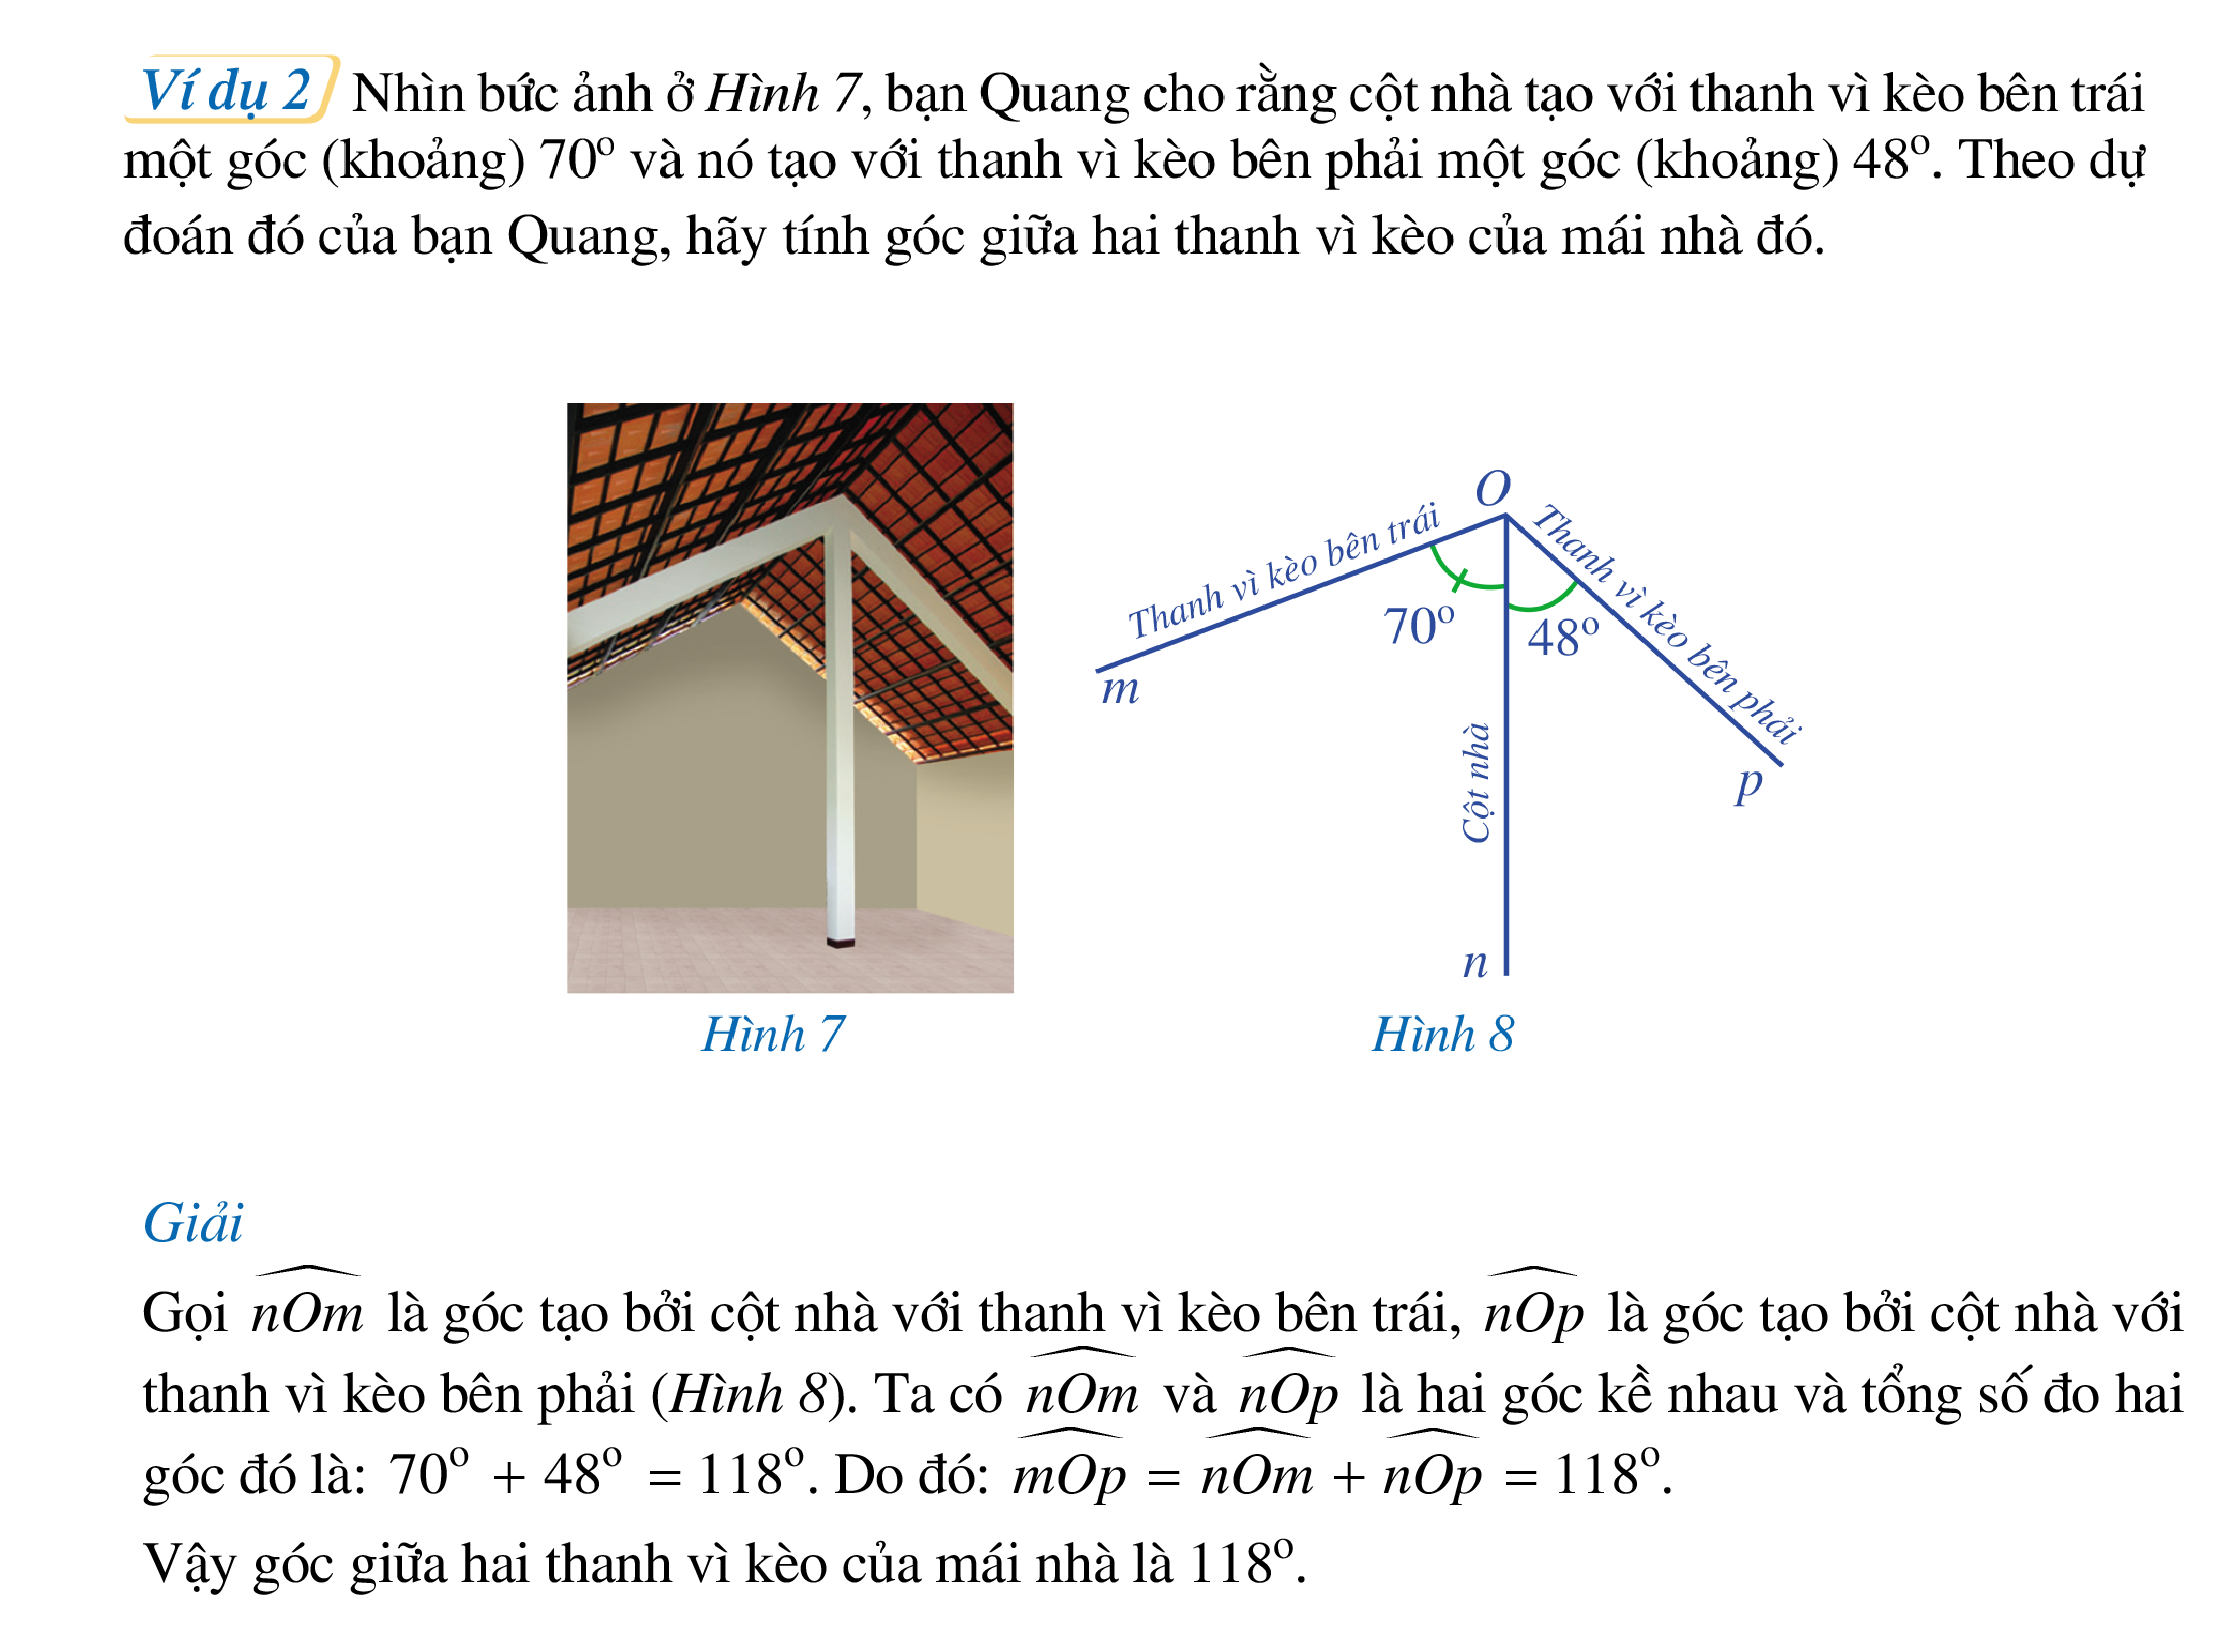 Ví dụ 2 Nhìn bức ảnh ở Hình 7, bạn Quang cho rằng cột nhà tạo với thanh vì kèo bên trái
một góc (khoảng) 70° và nó tạo với thanh vì kèo bên phải một góc (khoảng) 48°. Theo dự
đoán đó của bạn Quang, hãy tính góc giữa hai thanh vì kèo của mái nhà đó.
O
Thanh vì kèo bên trái
Thanh vì kèo bên phải
70°
48°
m
Cột nhà
p
n
Hình 7
Hình 8
Giải
Gọi \widehat{nOm} là góc tạo bởi cột nhà với thanh vì kèo bên trái, \widehat{nOp} là góc tạo bởi cột nhà với
thanh vì kèo bên phải (Hình 8). Ta có \widehat{nOm} và \widehat{nOp} là hai góc kề nhau và tổng số đo hai
góc đó là: 70° + 48° = 118°. Do đó: \widehat{mOp} = \widehat{nOm} + \widehat{nOp} = 118°.
Vậy góc giữa hai thanh vì kèo của mái nhà là 118°.